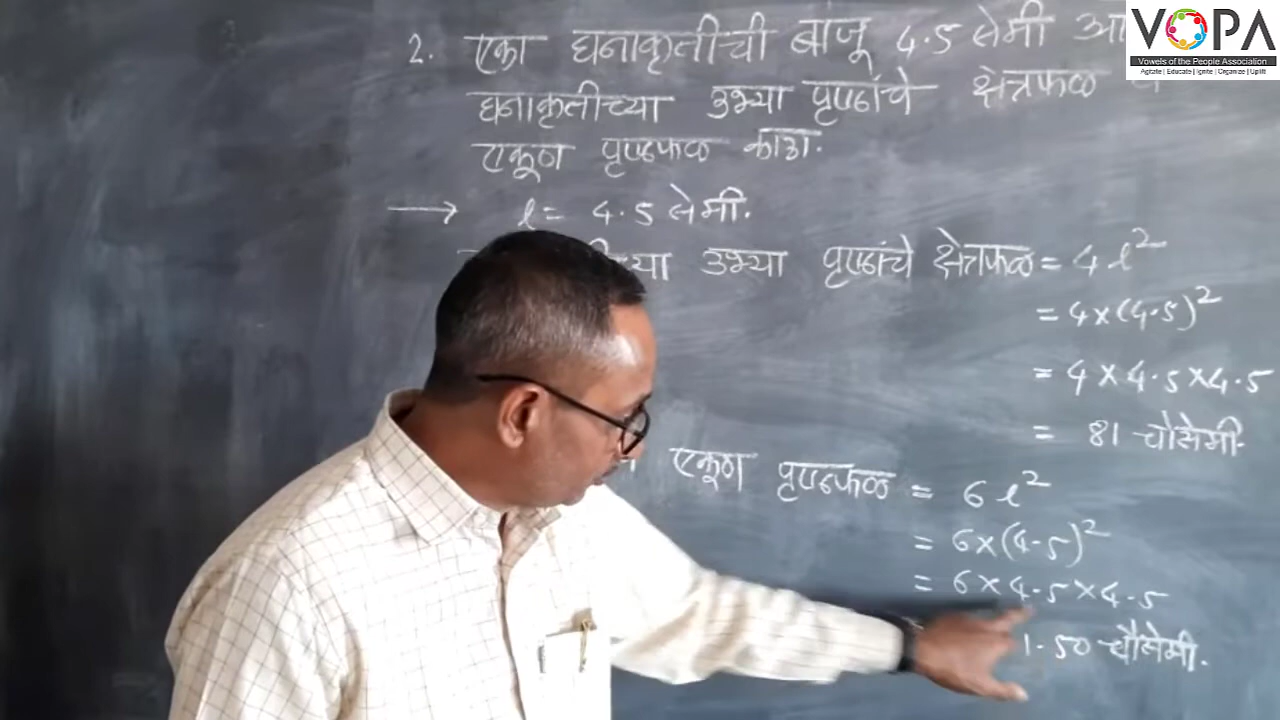 VOPA
Vowels of the People Association
Agitate | Educate | Ignite | Organize | Uplift
2. एका घनाकृतीची बाजू 4.5 सेमी
घनाकृतीच्या उभ्या पृष्ठांचे क्षेत्रफळ
एकूण पृष्ठफळ काढा.
→ l = 4.5 सेमी.
उभ्या पृष्ठांचे क्षेत्रफळ = 4l²
= 4×(4.5)²
= 4×4.5×4.5
= 81 चौसेमी.
एकूण पृष्ठफळ = 6l²
= 6×(4.5)²
= 6×4.5×4.5
1.50 चौसेमी.